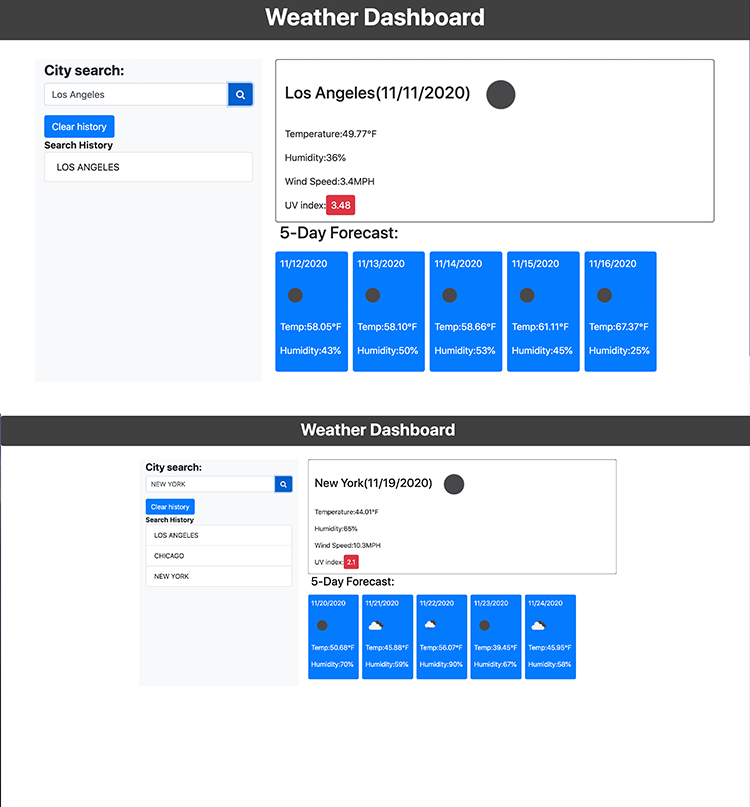 Weather Dashboard
City search:
Los Angeles
Clear history
Search History
LOS ANGELES
Los Angeles(11/11/2020)
Temperature:49.77°F
Humidity:36%
Wind Speed:3.4MPH
UV index: 3.48
5-Day Forecast:
11/12/2020 11/13/2020 11/14/2020 11/15/2020 11/16/2020
Temp:58.05°F Temp:58.10°F Temp:58.66°F Temp:61.11°F Temp:67.37°F
Humidity:43% Humidity:50% Humidity:53% Humidity:45% Humidity:25%
Weather Dashboard
City search:
NEW YORK
Clear history
Search History
LOS ANGELES
CHICAGO
NEW YORK
New York(11/19/2020)
Temperature:44.01°F
Humidity:65%
Wind Speed:10.3MPH
UV index: 2.1
5-Day Forecast:
11/20/2020 11/21/2020 11/22/2020 11/23/2020 11/24/2020
Temp:50.68°F Temp:45.88°F Temp:56.07°F Temp:39.45°F Temp:45.95°F
Humidity:70% Humidity:59% Humidity:90% Humidity:67% Humidity:58%